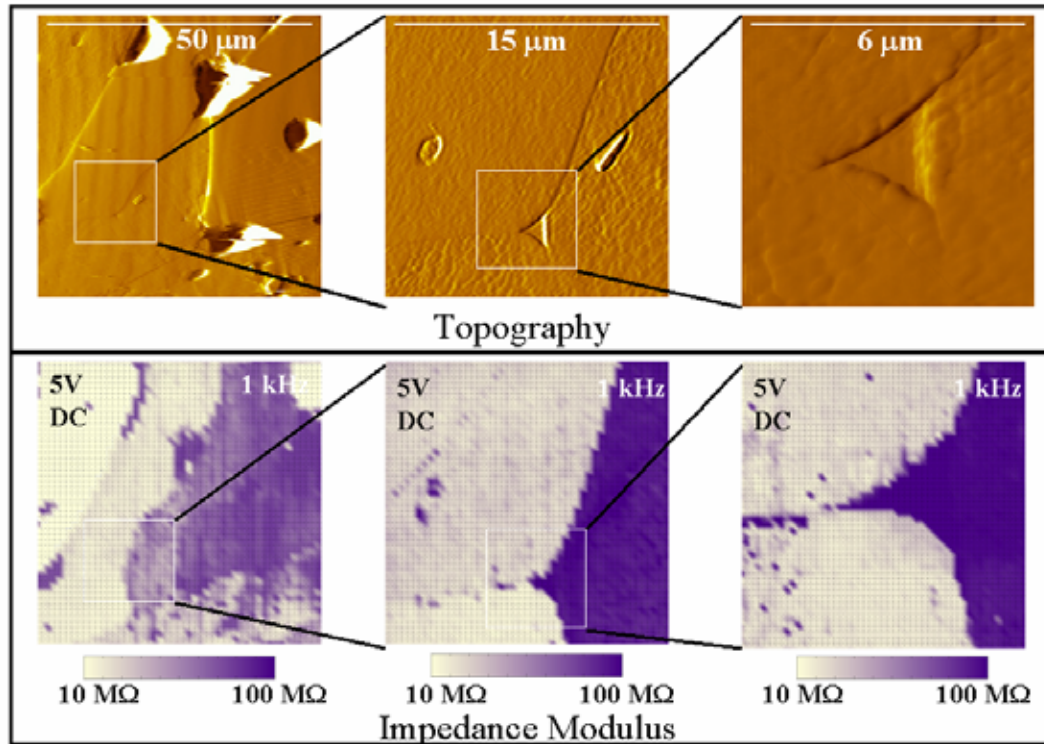 50 μm
15 μm
6 μm
Topography
5V
DC
1 kHz
5V
DC
1 kHz
5V
DC
1 kHz
10 MΩ
100 MΩ
10 MΩ
100 MΩ
10 MΩ
100 MΩ
Impedance Modulus